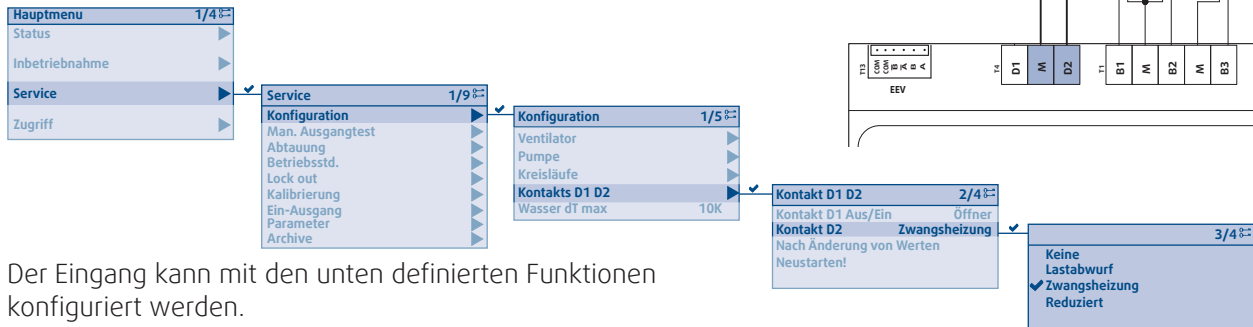 Hauptmenu 1/4
Status
Inbetriebnahme
Service
Zugriff
Service 1/9
Konfiguration
Man. Ausgangtest
Abtauung
Betriebsstd.
Lock out
Kalibrierung
Ein-Ausgang
Parameter
Archive
Konfiguration 1/5
Ventilator
Pumpe
Kreisläufe
Kontakts D1 D2
Wasser dT max 10K
Kontakt D1 D2 2/4
Kontakt D1 Aus/Ein Öffner
Kontakt D2 Zwangsheizung
Nach Änderung von Werten
Neustarten!
3/4
Keine
Lastabwurf
Zwangsheizung
Reduziert
T13 COM COM B A B A
EEV
T4 D1 M D2
T1 B1 M B2 M B3
Der Eingang kann mit den unten definierten Funktionen
konfiguriert werden.